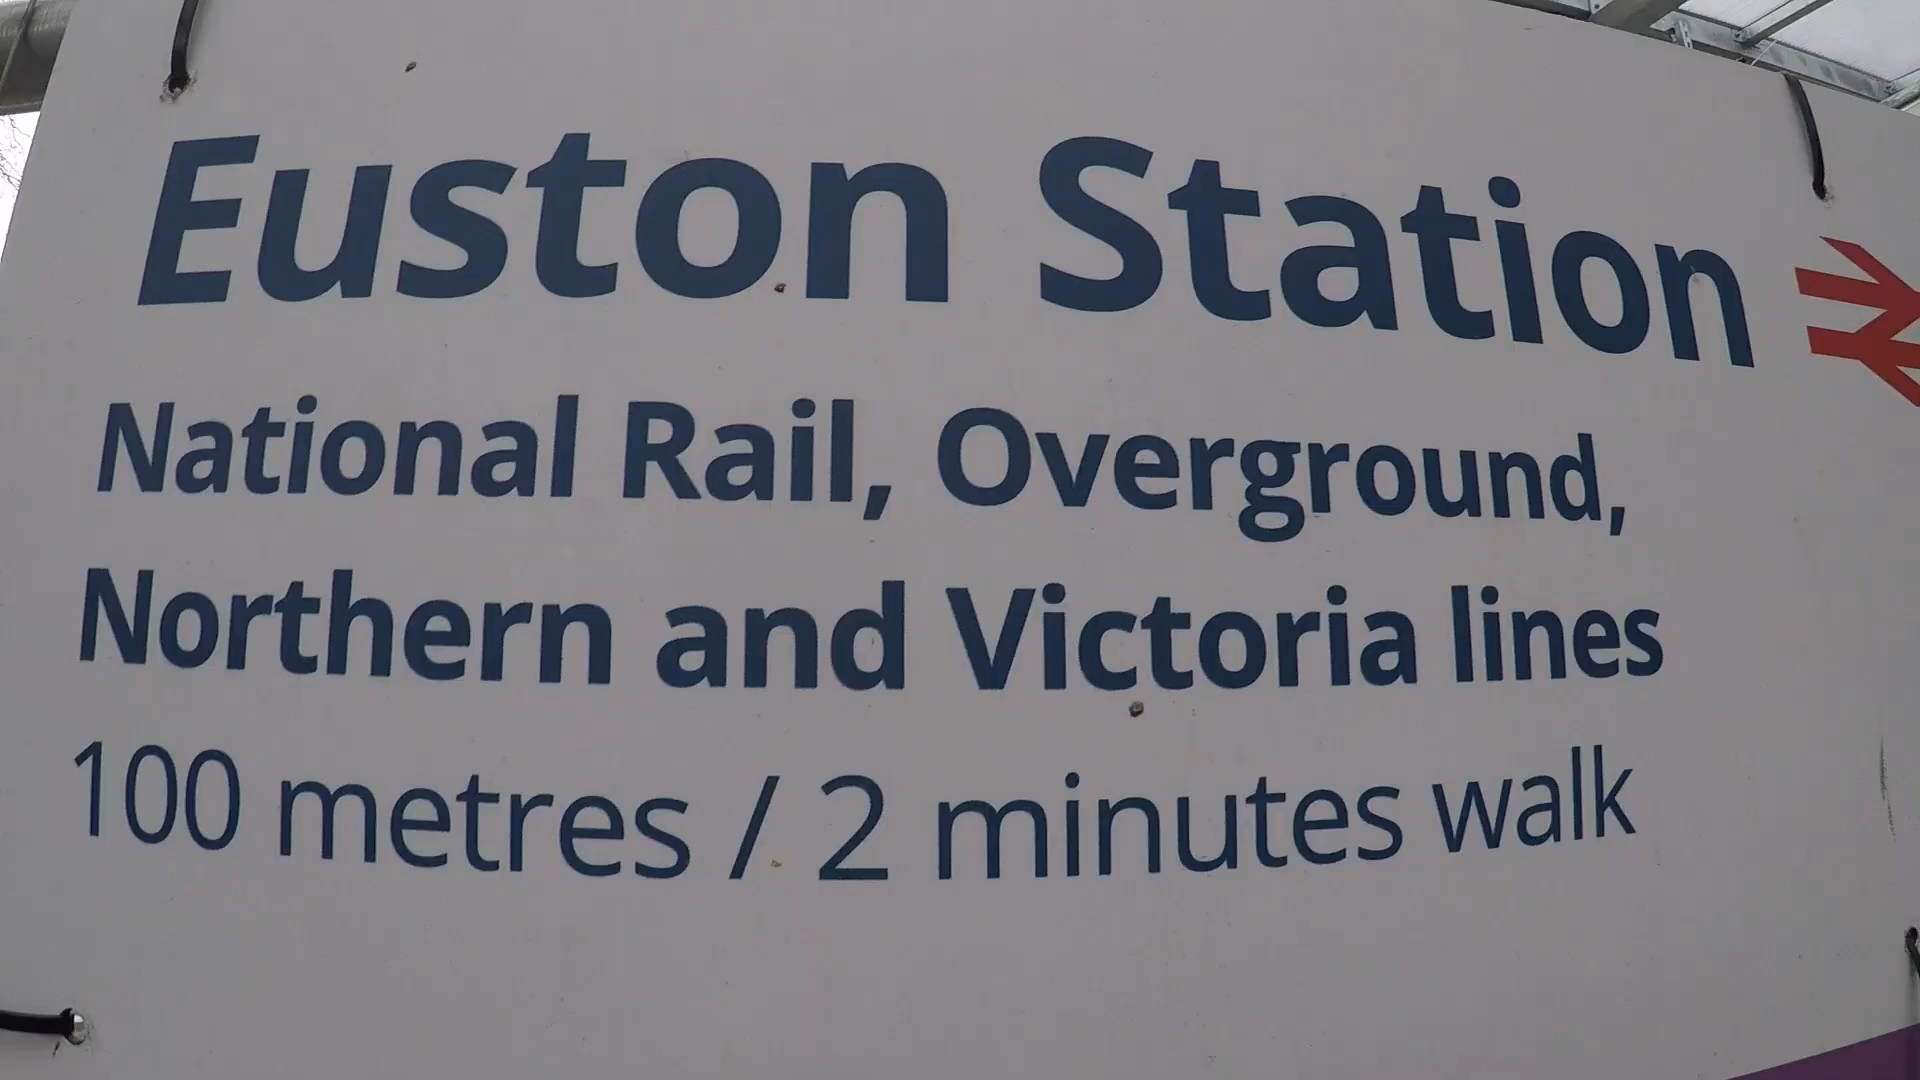 Euston Station
National Rail, Overground,
Northern and Victoria lines
100 metres / 2 minutes walk